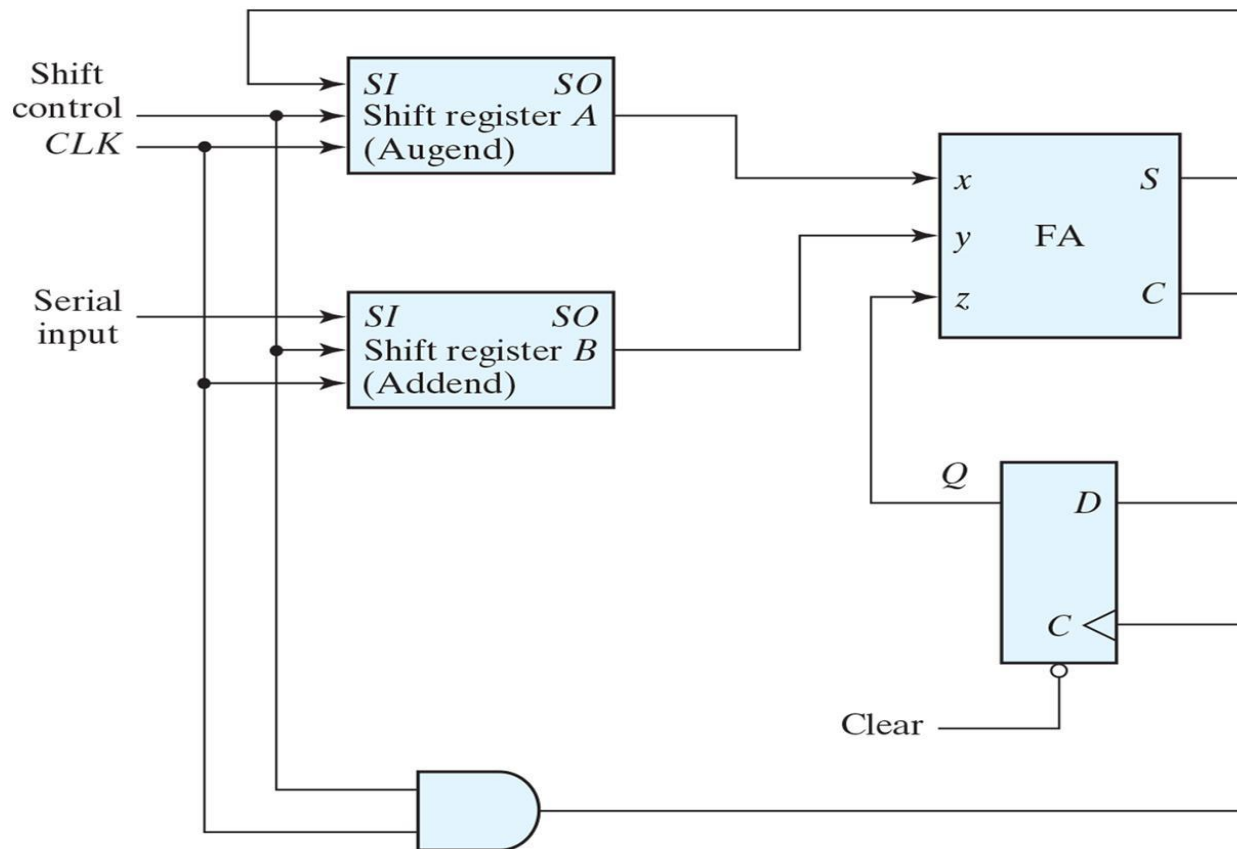 Shift
control
CLK
SI SO
Shift register A
(Augend)
Serial
input
SI SO
Shift register B
(Addend)
x S
y FA
z C
Q
D
C
Clear